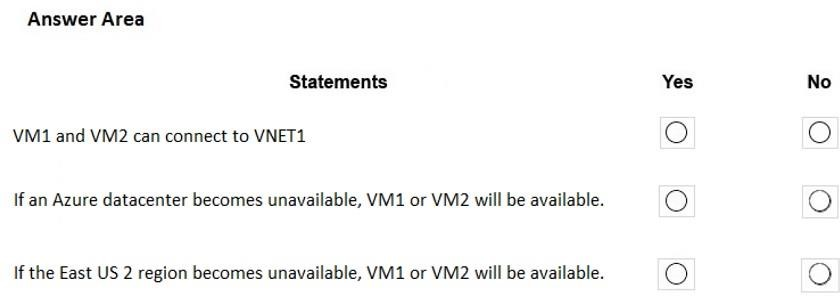 Answer Area
Statements Yes No
VM1 and VM2 can connect to VNET1
If an Azure datacenter becomes unavailable, VM1 or VM2 will be available.
If the East US 2 region becomes unavailable, VM1 or VM2 will be available.